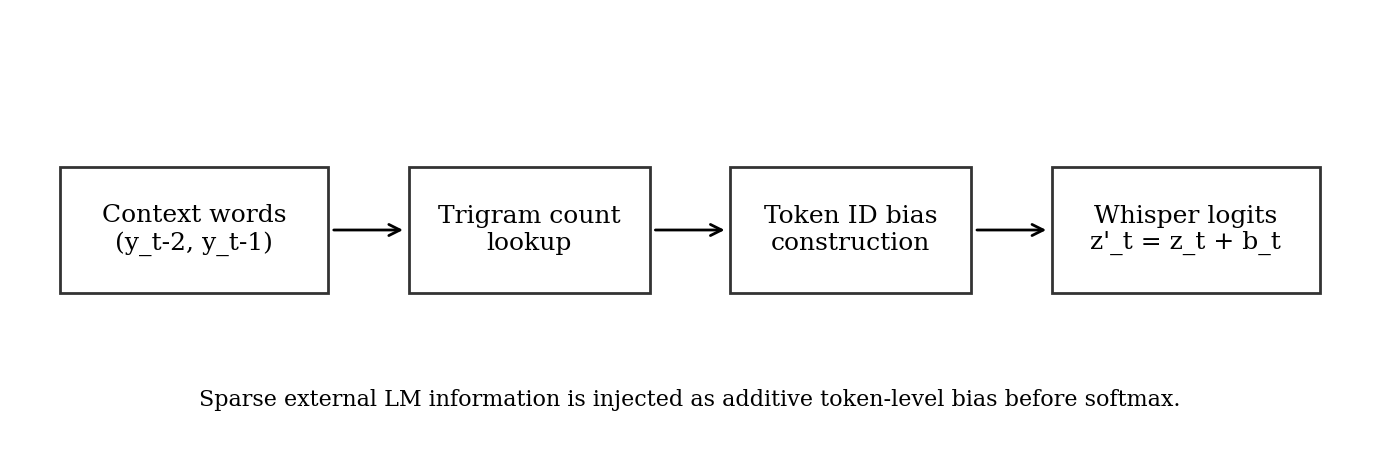 Context words
(y_t-2, y_t-1)
Trigram count
lookup
Token ID bias
construction
Whisper logits
z'_t = z_t + b_t
Sparse external LM information is injected as additive token-level bias before softmax.